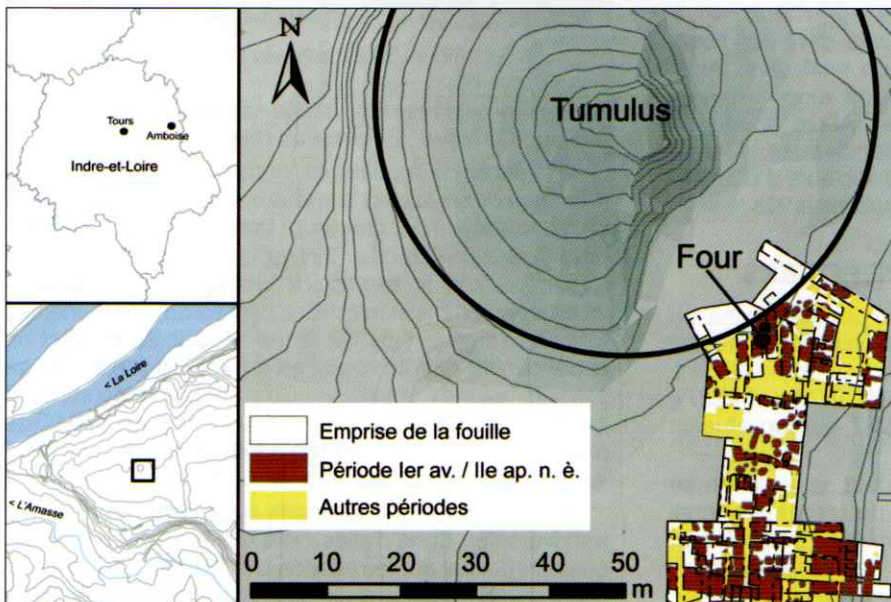 Tours
Amboise
Indre-et-Loire
< La Loire
< L'Amasse
N
Tumulus
Four
Emprise de la fouille
Période Ier av. / IIe ap. n. è.
Autres périodes
0 10 20 30 40 50
m